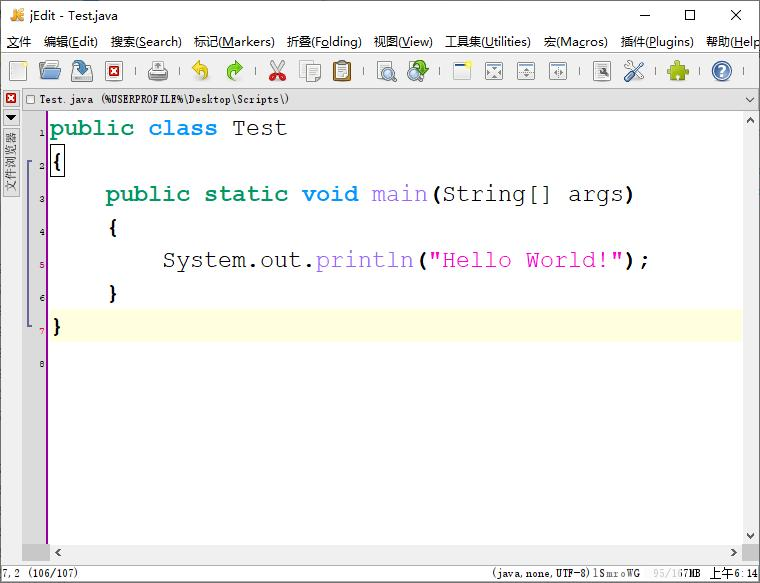 jEdit - Test.java
文件 编辑(Edit) 搜索(Search) 标记(Markers) 折叠(Folding) 视图(View) 工具集(Utilities) 宏(Macros) 插件(Plugins) 帮助(Help
Test.java (%USERPROFILE%\Desktop\Scripts\)
文件浏览器
1 public class Test
2 {
3 public static void main(String[] args)
4 {
5 System.out.println("Hello World!");
6 }
7 }
8
7,2 (106/107) (java,none,UTF-8)lSmroWG 95/167MB 上午6:14